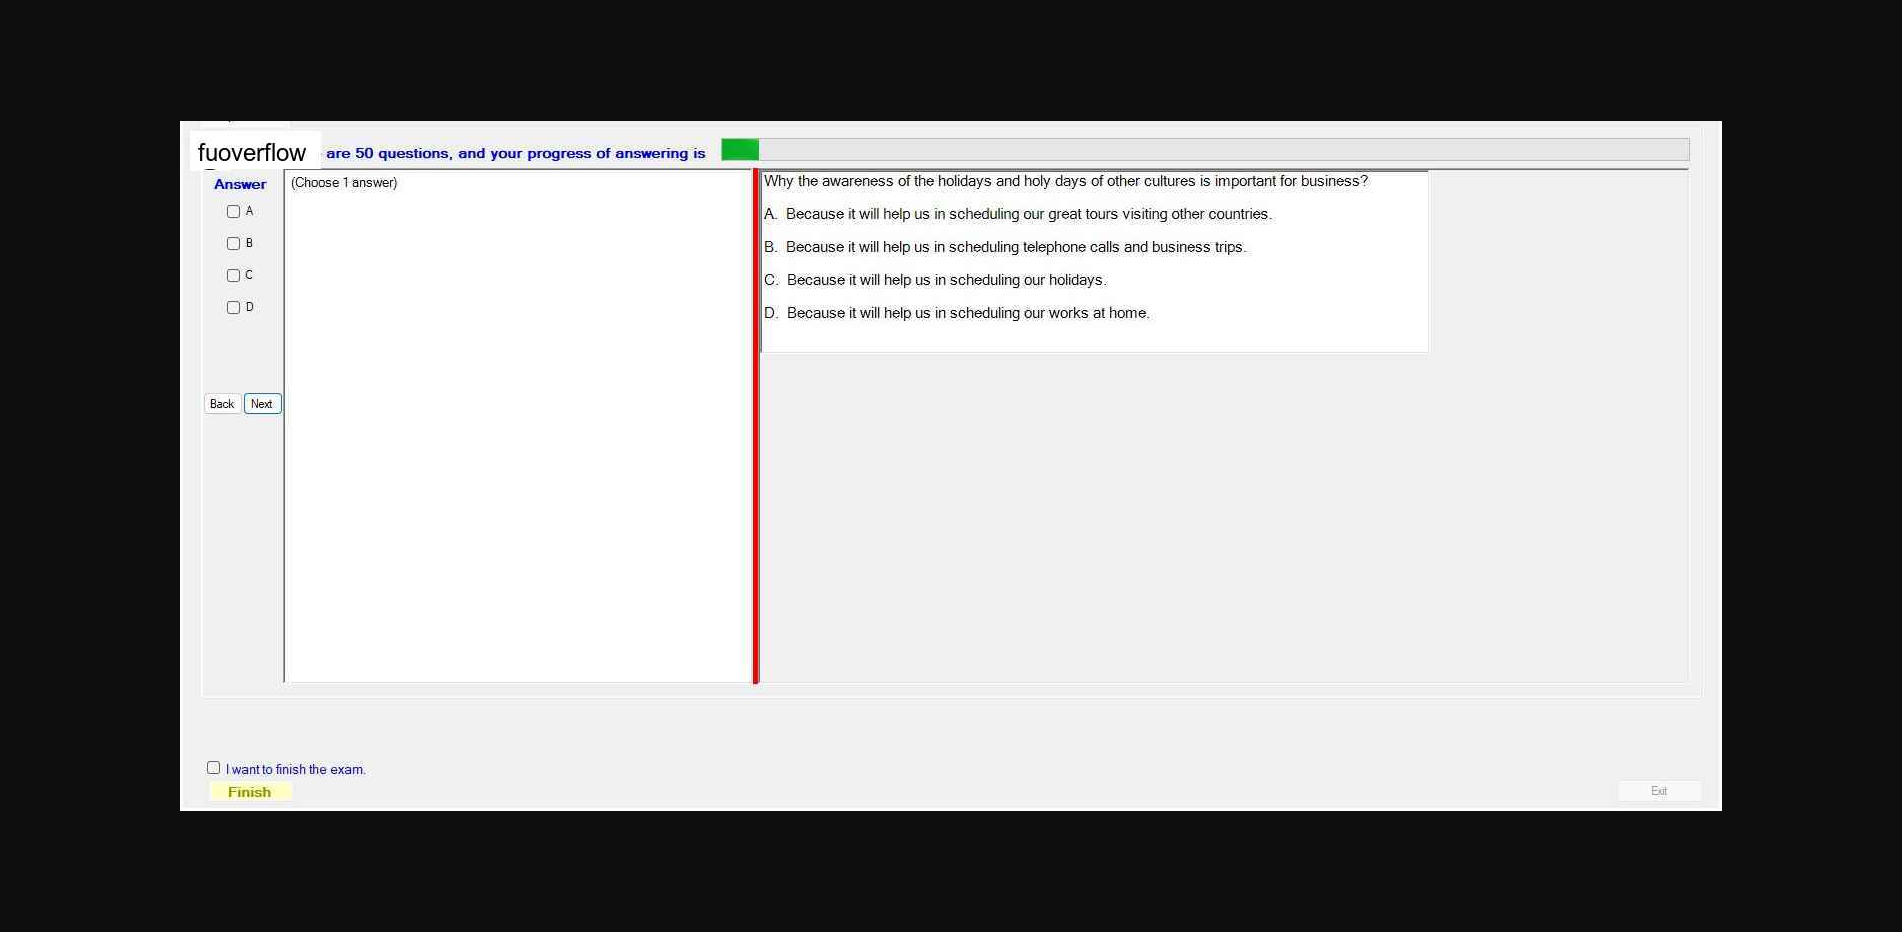 fuoverflow are 50 questions, and your progress of answering is
Answer
(Choose 1 answer)
A
B
C
D
Back Next
Why the awareness of the holidays and holy days of other cultures is important for business?
A. Because it will help us in scheduling our great tours visiting other countries.
B. Because it will help us in scheduling telephone calls and business trips.
C. Because it will help us in scheduling our holidays.
D. Because it will help us in scheduling our works at home.
I want to finish the exam.
Finish
Exit